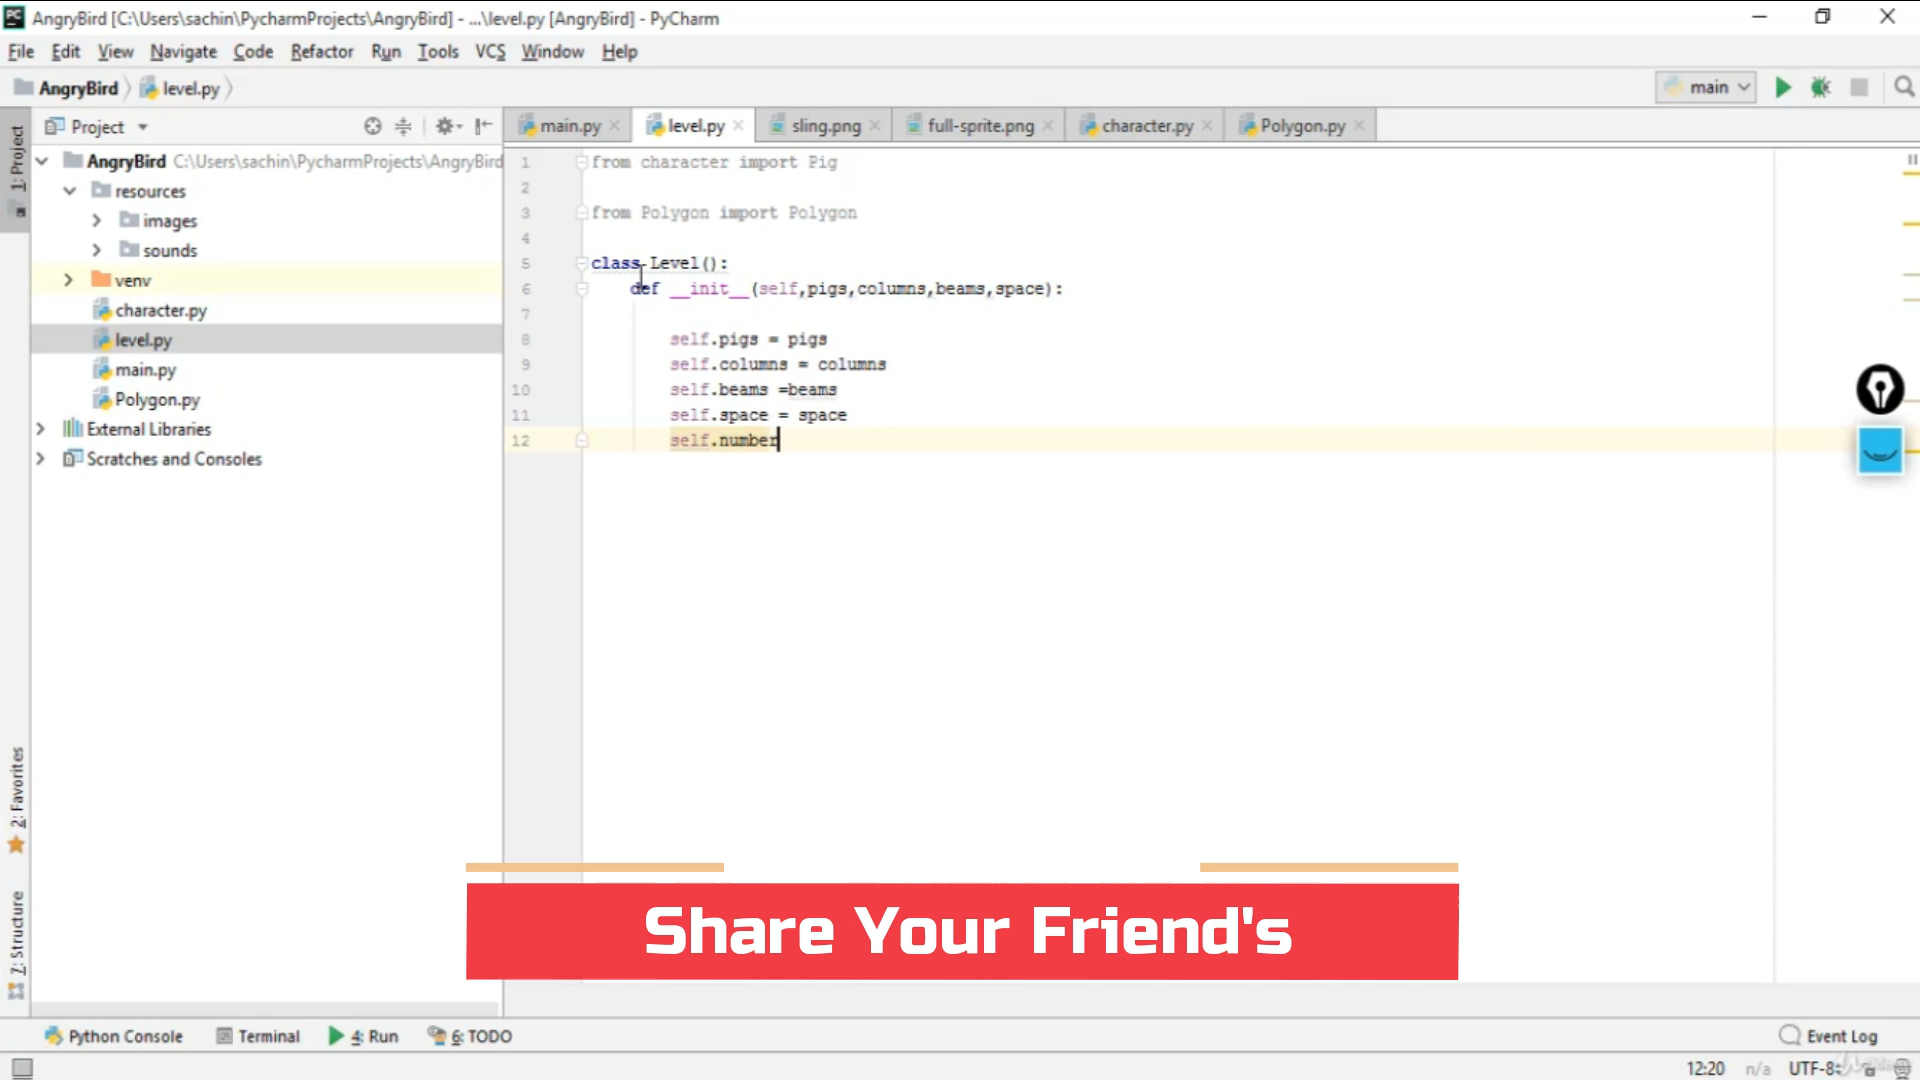 AngryBird [C:\Users\sachin\PycharmProjects\AngryBird] - ...\level.py [AngryBird] - PyCharm
File Edit View Navigate Code Refactor Run Tools VCS Window Help
AngryBird level.py main
1: Project
Project
main.py level.py sling.png full-sprite.png character.py Polygon.py
AngryBird C:\Users\sachin\PycharmProjects\AngryBird
resources
images
sounds
venv
character.py
level.py
main.py
Polygon.py
External Libraries
Scratches and Consoles
1 from character import Pig
2
3 from Polygon import Polygon
4
5 class Level():
6 def __init__(self,pigs,columns,beams,space):
7
8 self.pigs = pigs
9 self.columns = columns
10 self.beams =beams
11 self.space = space
12 self.number
2: Favorites
7: Structure
Share Your Friend's
Python Console Terminal 4: Run 6: TODO Event Log
12:20 n/a UTF-8